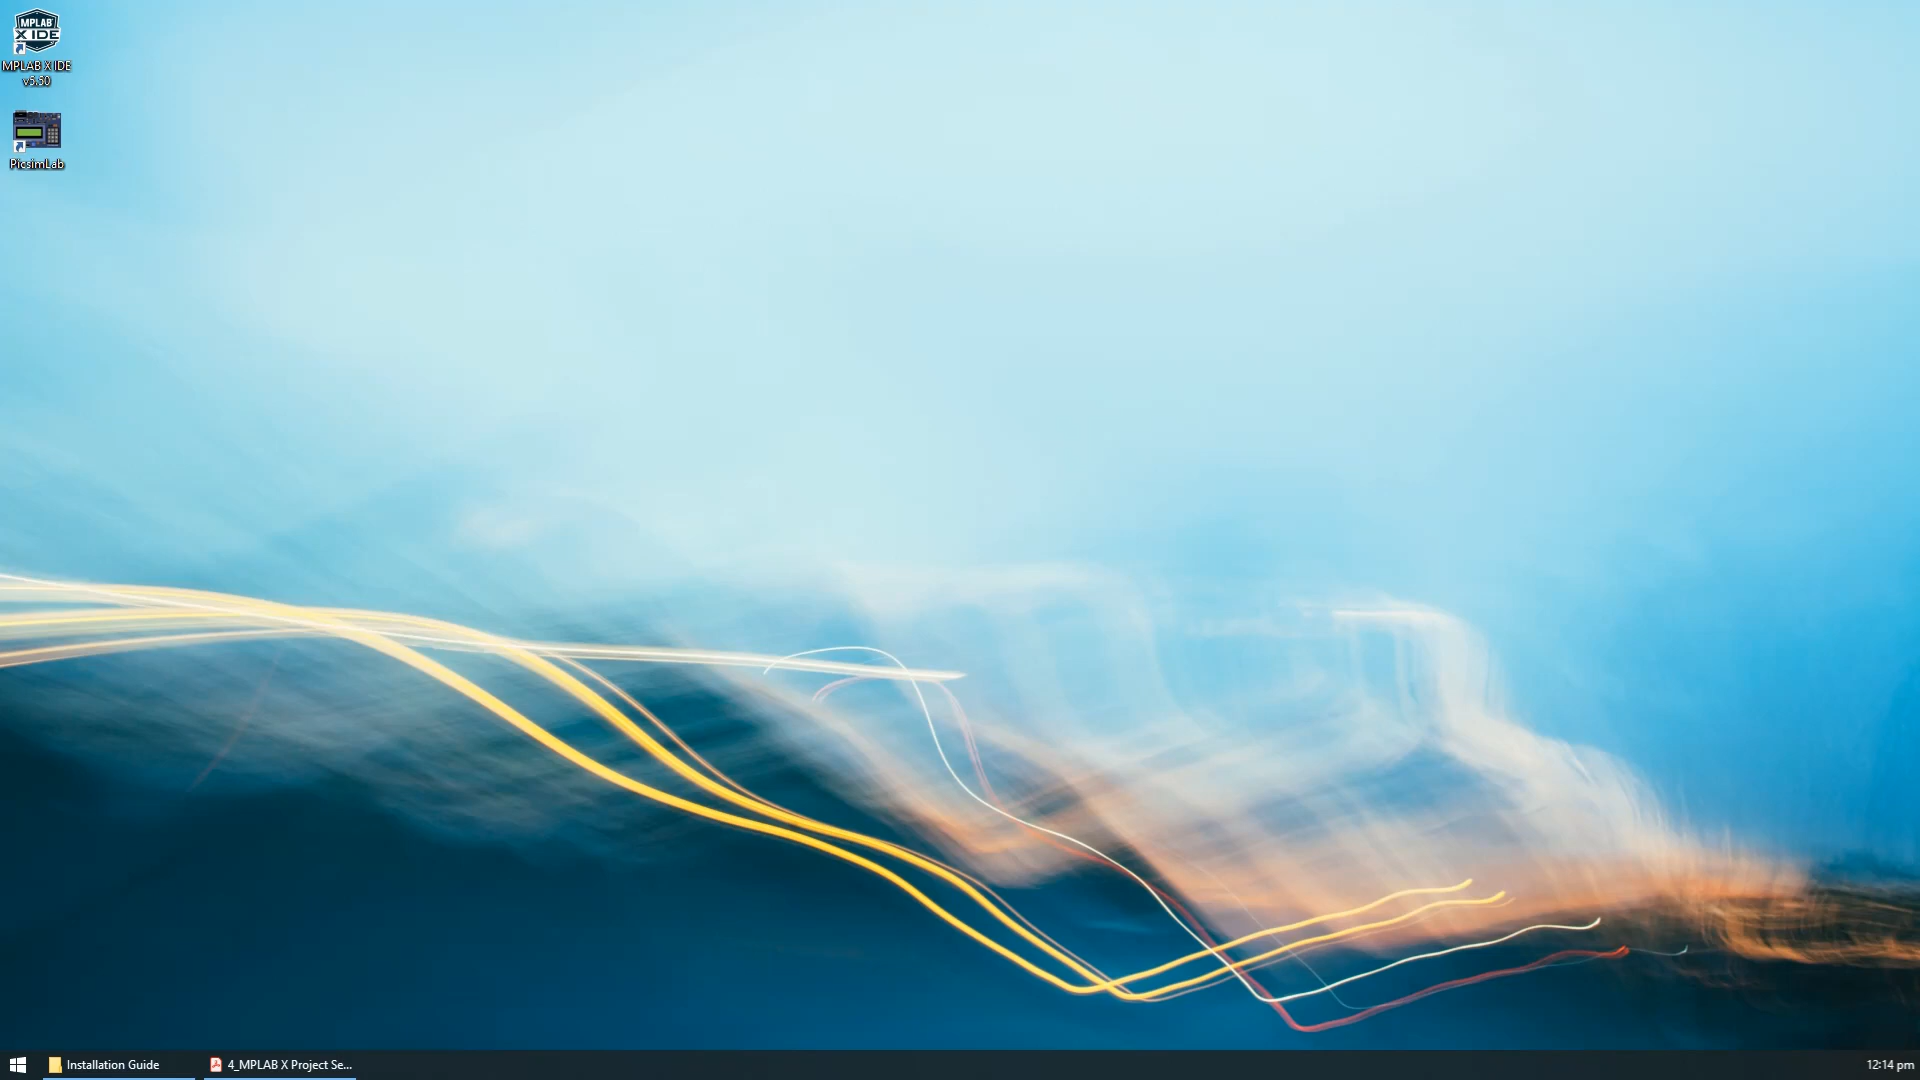 MPLAB
X IDE
MPLAB X IDE
v5.50
PicsimLab
Installation Guide
4_MPLAB X Project Se...
12:14 pm